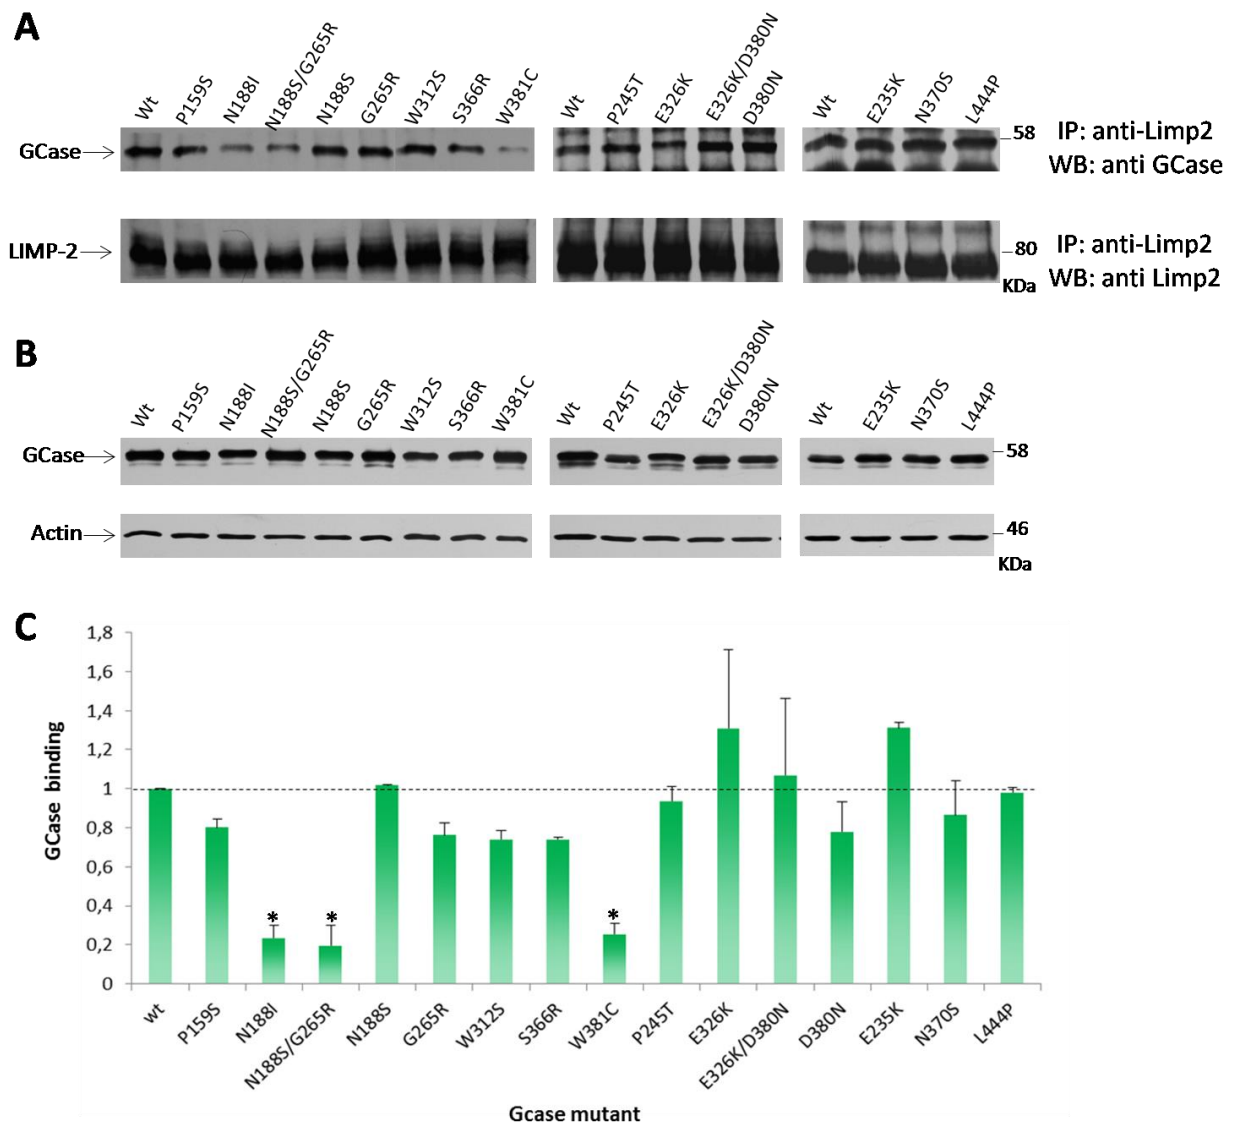 A
Wt P159S N188I N188S/G265R N188S G265R W312S S366R W381C Wt P245T E326K E326K/D380N D380N Wt E235K N370S L444P
GCase
58
IP: anti-Limp2
WB: anti GCase
LIMP-2
80
KDa
IP: anti-Limp2
WB: anti Limp2
B
Wt P159S N188I N188S/G265R N188S G265R W312S S366R W381C Wt P245T E326K E326K/D380N D380N Wt E235K N370S L444P
GCase
58
Actin
46
KDa
C
1,8
1,6
1,4
1,2
1
0,8
0,6
0,4
0,2
0
GCase binding
* * *
wt P159S N188I N188S/G265R N188S G265R W312S S366R W381C P245T E326K E326K/D380N D380N E235K N370S L444P
Gcase mutant